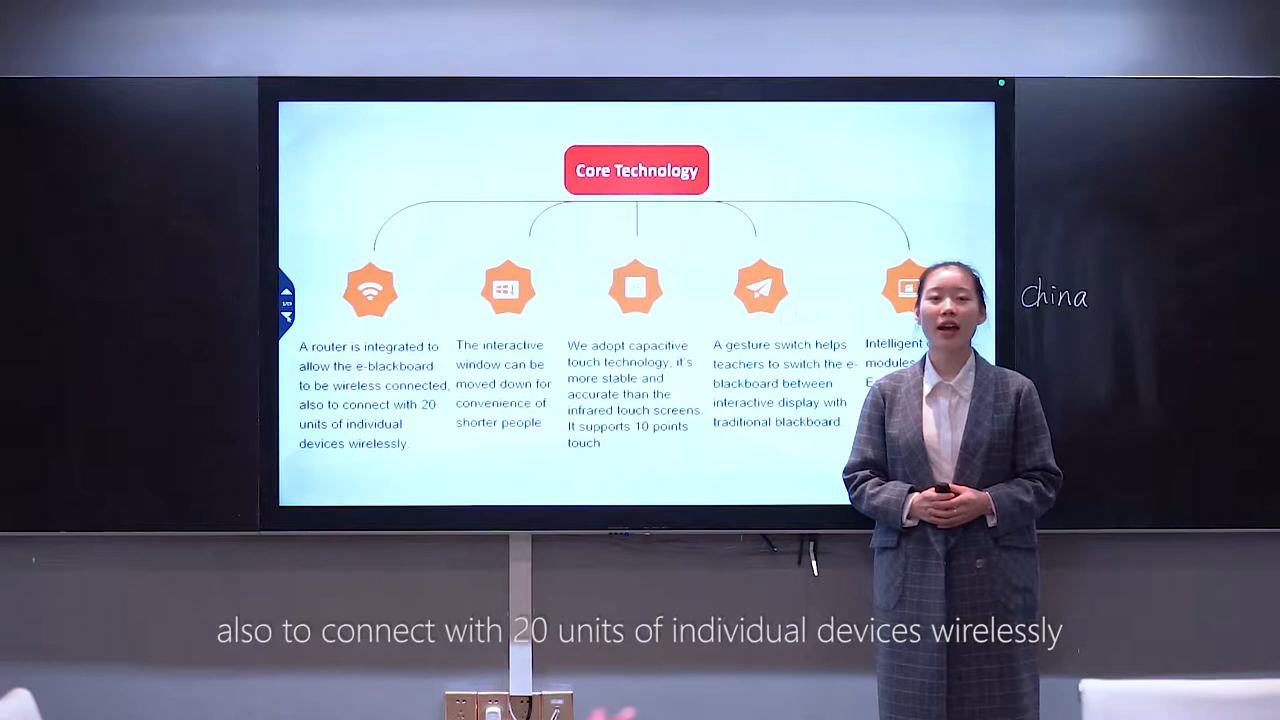 Core Technology
A router is integrated to
allow the e-blackboard
to be wireless connected,
also to connect with 20
units of individual
devices wirelessly.
The interactive
window can be
moved down for
convenience of
shorter people
We adopt capacitive
touch technology, it's
more stable and
accurate than the
infrared touch screens.
It supports 10 points
touch
A gesture switch helps
teachers to switch the e-
blackboard between
interactive display with
traditional blackboard.
Intelligent
modules
China
also to connect with 20 units of individual devices wirelessly